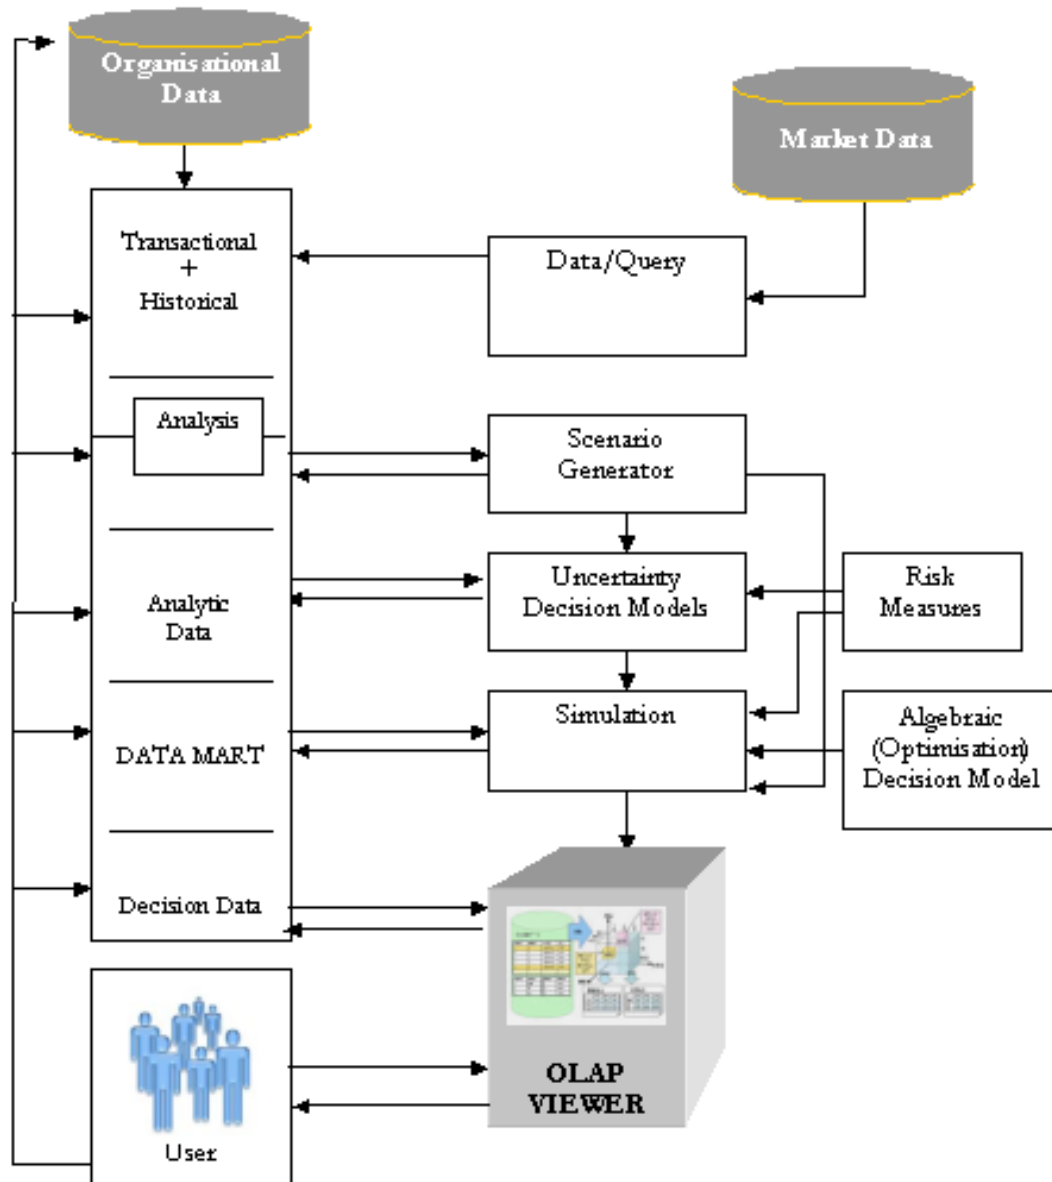 Organisational
Data
Market Data
Transactional
+
Historical
Data/Query
Analysis
Scenario
Generator
Analytic
Data
Uncertainty
Decision Models
Risk
Measures
DATA MART
Simulation
Algebraic
(Optimisation)
Decision Model
Decision Data
OLAP
VIEWER
User